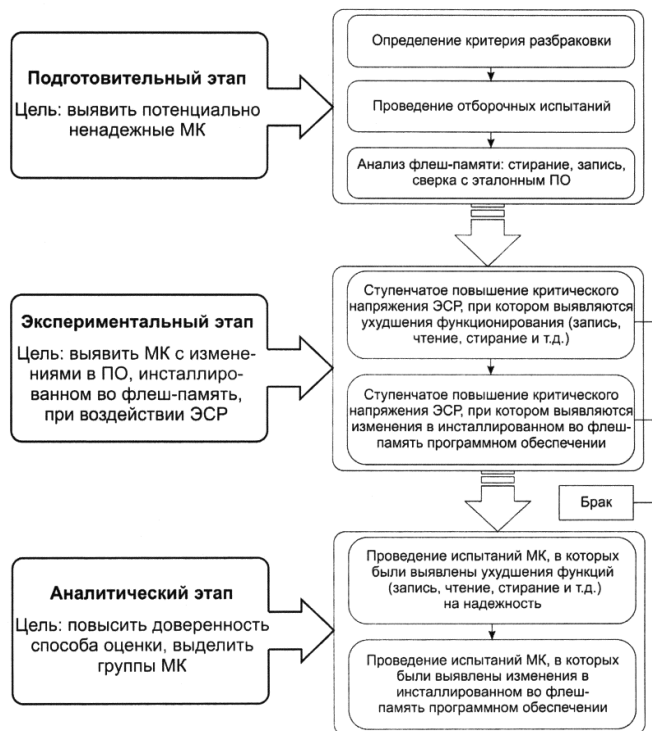 Подготовительный этап
Цель: выявить потенциально
ненадежные МК
Определение критерия разбраковки
Проведение отборочных испытаний
Анализ флеш-памяти: стирание, запись,
сверка с эталонным ПО
Экспериментальный этап
Цель: выявить МК с измене-
ниями в ПО, инсталлиро-
ванном во флеш-память,
при воздействии ЭСР
Ступенчатое повышение критического
напряжения ЭСР, при котором выявляются
ухудшения функционирования (запись,
чтение, стирание и т.д.)
Ступенчатое повышение критического
напряжения ЭСР, при котором выявляются
изменения в инсталлированном во флеш-
память программном обеспечении
Брак
Аналитический этап
Цель: повысить доверенность
способа оценки, выделить
группы МК
Проведение испытаний МК, в которых
были выявлены ухудшения функций
(запись, чтение, стирание и т.д.)
на надежность
Проведение испытаний МК, в которых
были выявлены изменения в
инсталлированном во флеш-
память программном обеспечении